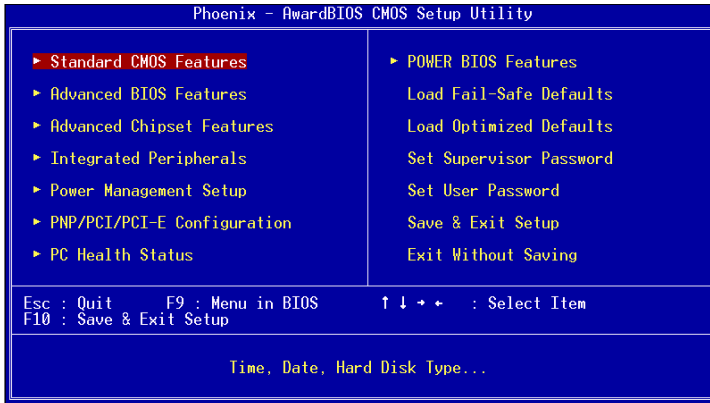 Phoenix - AwardBIOS CMOS Setup Utility
► Standard CMOS Features
► Advanced BIOS Features
► Advanced Chipset Features
► Integrated Peripherals
► Power Management Setup
► PNP/PCI/PCI-E Configuration
► PC Health Status
► POWER BIOS Features
Load Fail-Safe Defaults
Load Optimized Defaults
Set Supervisor Password
Set User Password
Save & Exit Setup
Exit Without Saving
Esc : Quit F9 : Menu in BIOS ↑ ↓ → ← : Select Item
F10 : Save & Exit Setup
Time, Date, Hard Disk Type...